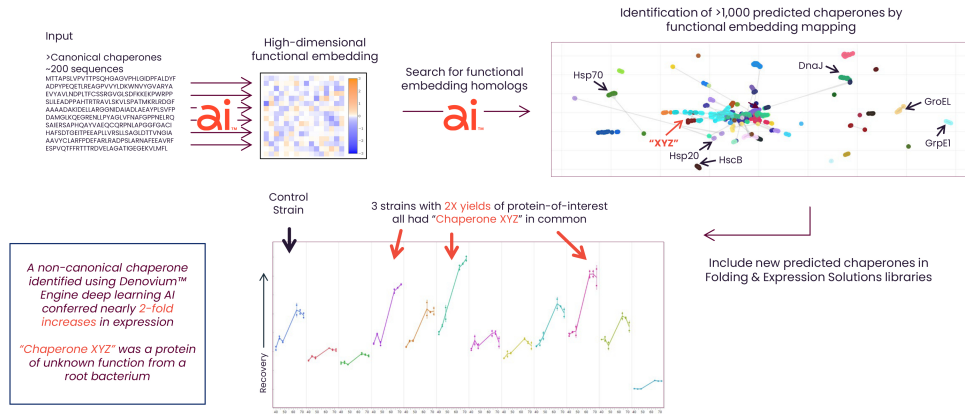 Input
>Canonical chaperones
~200 sequences
MTTAPSLVPVTTPSQHGAGVPHLGIDPFALDYF
ADPYPEQETLREAGPVVYLDKWNVYGVARYA
EVYAVLNDPLTFCSSRGVGLSDFKKEKPWRPP
SLILEADPPAHTRTRAVLSKVLSPATMKRLRDGF
AAAADAKIDELLARGGNIDAIADLAEAYPLSVFP
DAMGLKQEGRENLLPYAGLVFNAFGPPNELRQ
SAIERSAPHQAYVAEQCQRPNLAPGGFGACI
HAFSDTGEITPEEAPLLVRSLLSAGLDTTVNGIA
AAVYCLARFPDEFARLRADPSLARNAFEEAVRF
ESPVQTFFRTTTRDVELAGATIGEGEKVLMFL
ai™
High-dimensional
functional embedding
Search for functional
embedding homologs
ai™
Identification of >1,000 predicted chaperones by
functional embedding mapping
Hsp70
DnaJ
GroEL
GrpE1
"XYZ"
Hsp20
HscB
Include new predicted chaperones in
Folding & Expression Solutions libraries
Control
Strain
3 strains with 2X yields of protein-of-interest
all had "Chaperone XYZ" in common
Recovery
A non-canonical chaperone
identified using Denovium™
Engine deep learning AI
conferred nearly 2-fold
increases in expression
"Chaperone XYZ" was a protein
of unknown function from a
root bacterium